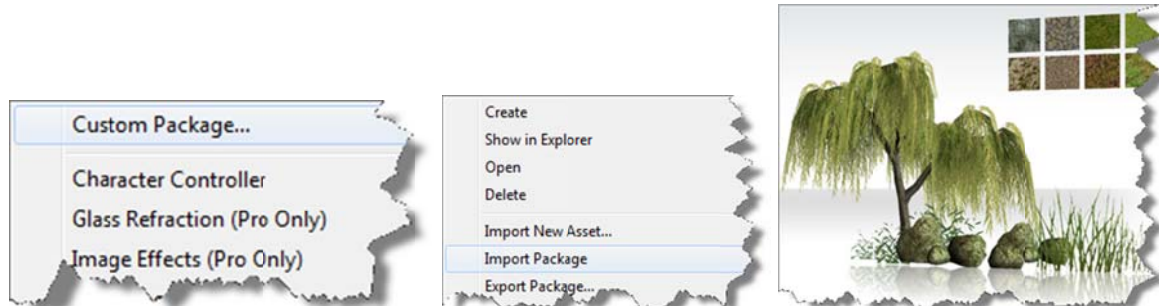 Custom Package...
Character Controller
Glass Refraction (Pro Only)
Image Effects (Pro Only)
Create
Show in Explorer
Open
Delete
Import New Asset...
Import Package
Export Package...